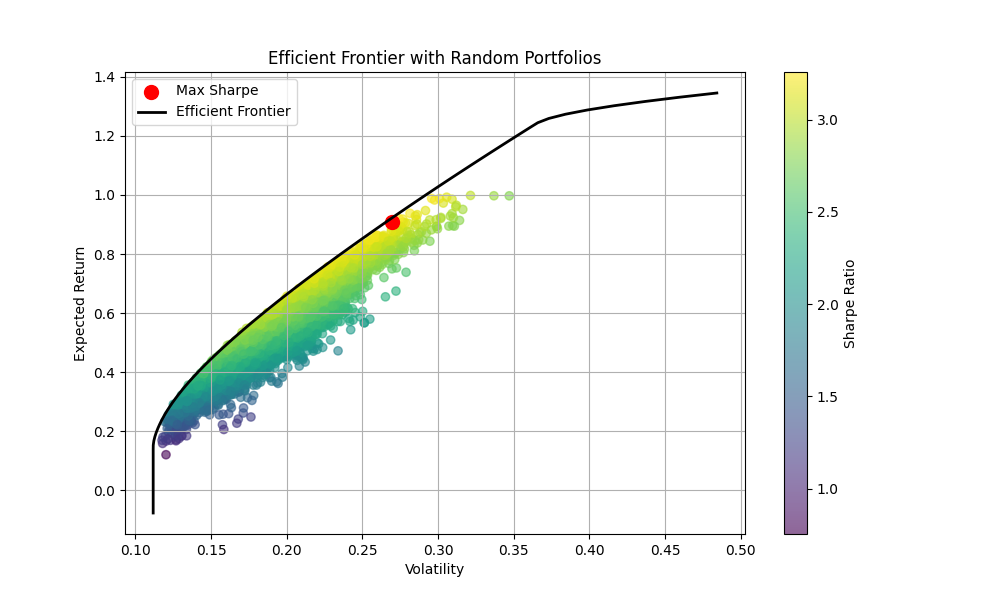 Efficient Frontier with Random Portfolios
Max Sharpe
Efficient Frontier
Expected Return
1.4
1.2
1.0
0.8
0.6
0.4
0.2
0.0
0.10 0.15 0.20 0.25 0.30 0.35 0.40 0.45 0.50
Volatility
3.0
2.5
2.0
1.5
1.0
Sharpe Ratio